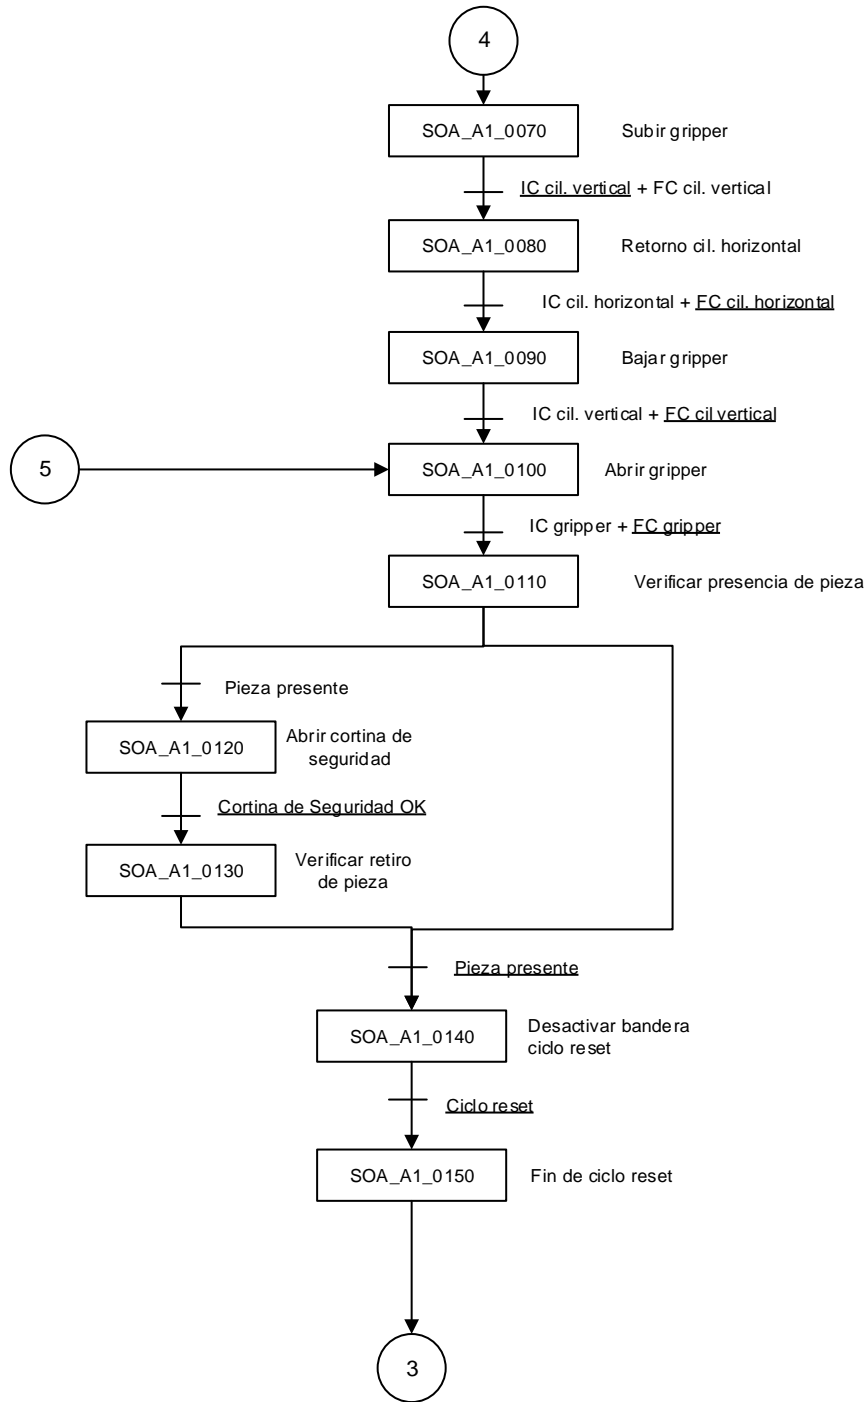 4
SOA_A1_0070
Subir gripper
IC cil. vertical + FC cil. vertical
SOA_A1_0080
Retorno cil. horizontal
IC cil. horizontal + FC cil. horizontal
SOA_A1_0090
Bajar gripper
IC cil. vertical + FC cil vertical
5
SOA_A1_0100
Abrir gripper
IC gripper + FC gripper
SOA_A1_0110
Verificar presencia de pieza
Pieza presente
SOA_A1_0120
Abrir cortina de
seguridad
Cortina de Seguridad OK
SOA_A1_0130
Verificar retiro
de pieza
Pieza presente
SOA_A1_0140
Desactivar bandera
ciclo reset
Ciclo reset
SOA_A1_0150
Fin de ciclo reset
3